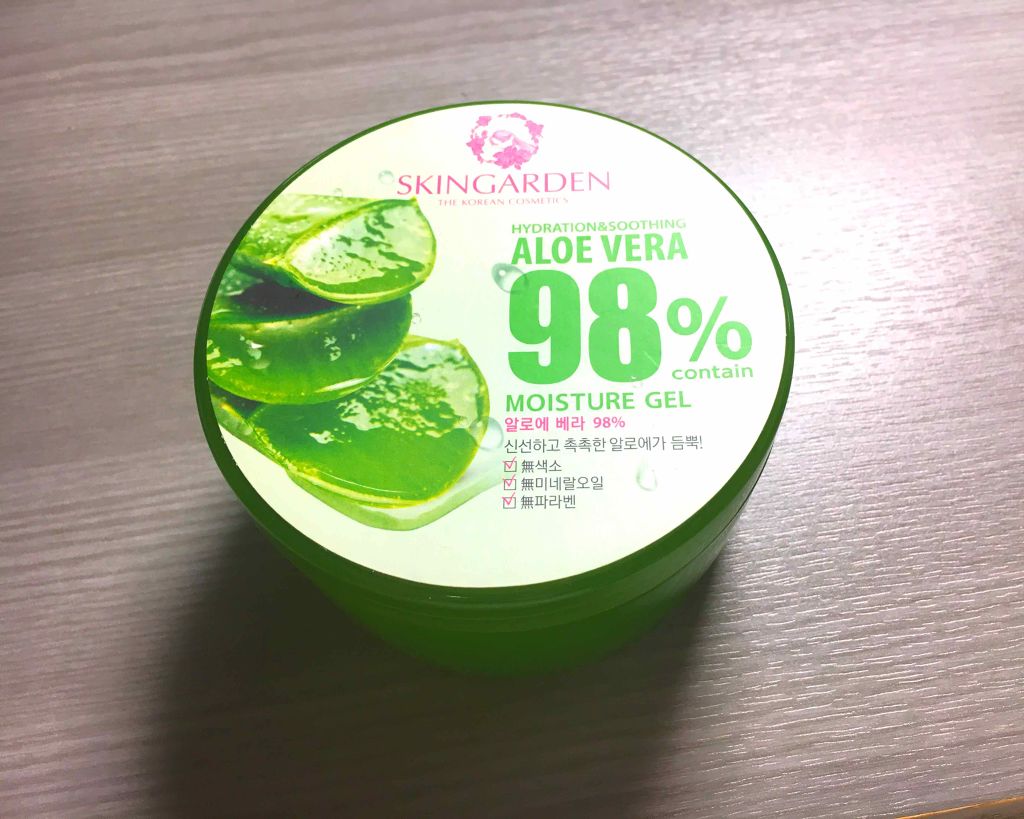 SKINGARDEN
THE KOREAN COSMETICS
HYDRATION&SOOTHING
ALOE VERA
98%
contain
MOISTURE GEL
알로에 베라 98%
신선하고 촉촉한 알로에가 듬뿍!
無색소
無미네랄오일
無파라벤